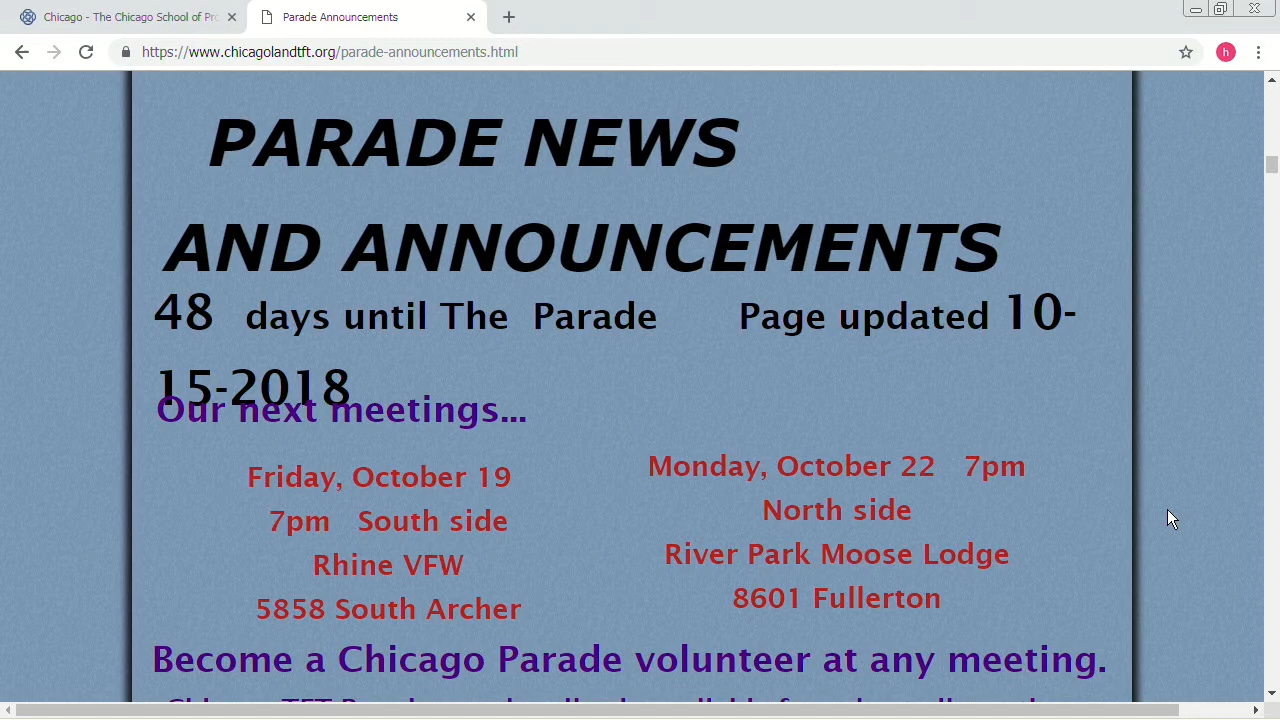 Chicago - The Chicago School of Pro
Parade Announcements
https://www.chicagolandtft.org/parade-announcements.html
h
PARADE NEWS
AND ANNOUNCEMENTS
48 days until The Parade Page updated 10-
15-2018
Our next meetings...
Friday, October 19
7pm South side
Rhine VFW
5858 South Archer
Monday, October 22 7pm
North side
River Park Moose Lodge
8601 Fullerton
Become a Chicago Parade volunteer at any meeting.